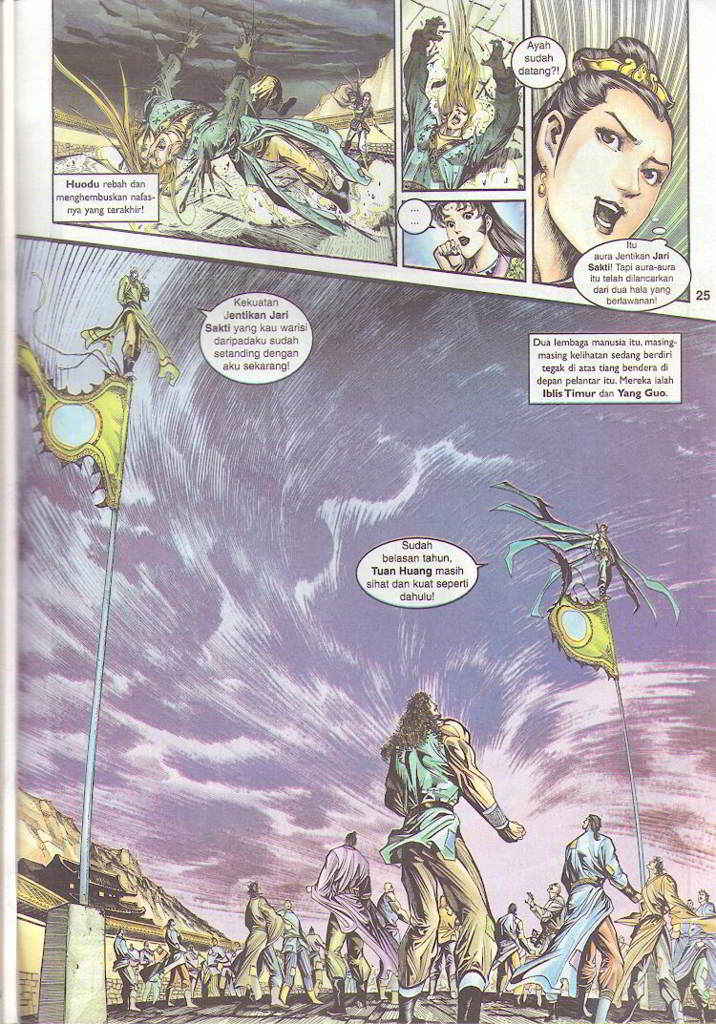 Huodu rebah dan
menghembuskan nafas-
nya yang terakhir!
Ayah
sudah
datang?!
...
...
Itu
aura Jentikan Jari
Sakti! Tapi aura-aura
itu telah dilancarkan
dari dua hala yang
berlawanan!
25
Kekuatan
Jentikan Jari
Sakti yang kau warisi
daripadaku sudah
setanding dengan
aku sekarang!
Dua lembaga manusia itu, masing-
masing kelihatan sedang berdiri
tegak di atas tiang bendera di
depan pelantar itu. Mereka ialah
Iblis Timur dan Yang Guo.
Sudah
belasan tahun,
Tuan Huang masih
sihat dan kuat seperti
dahulu!